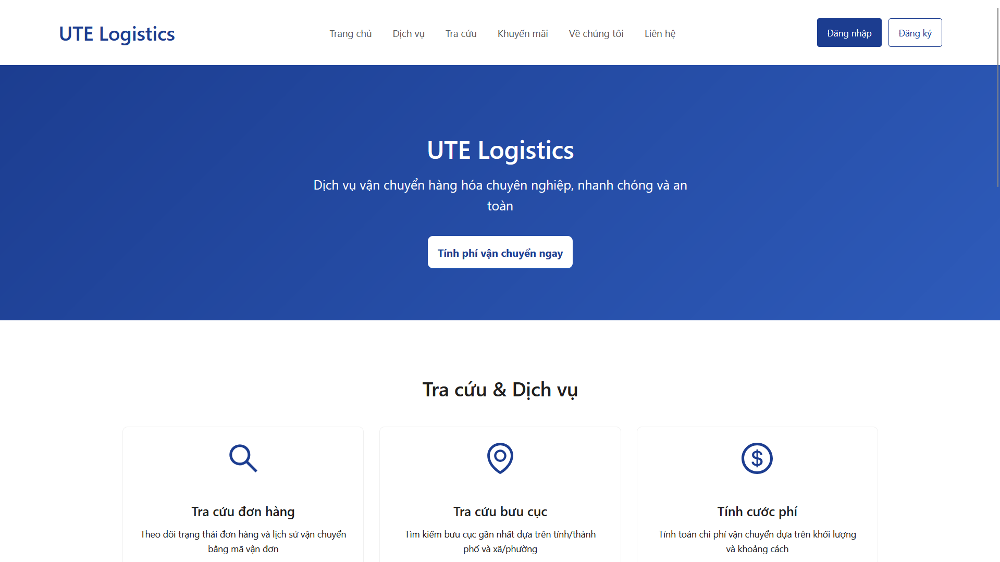 UTE Logistics
Trang chủ
Dịch vụ
Tra cứu
Khuyến mãi
Về chúng tôi
Liên hệ
Đăng nhập
Đăng ký
UTE Logistics
Dịch vụ vận chuyển hàng hóa chuyên nghiệp, nhanh chóng và an
toàn
Tính phí vận chuyển ngay
Tra cứu & Dịch vụ
Tra cứu đơn hàng
Theo dõi trạng thái đơn hàng và lịch sử vận chuyển
bằng mã vận đơn
Tra cứu bưu cục
Tìm kiếm bưu cục gần nhất dựa trên tỉnh/thành
phố và xã/phường
Tính cước phí
Tính toán chi phí vận chuyển dựa trên khối lượng
và khoảng cách